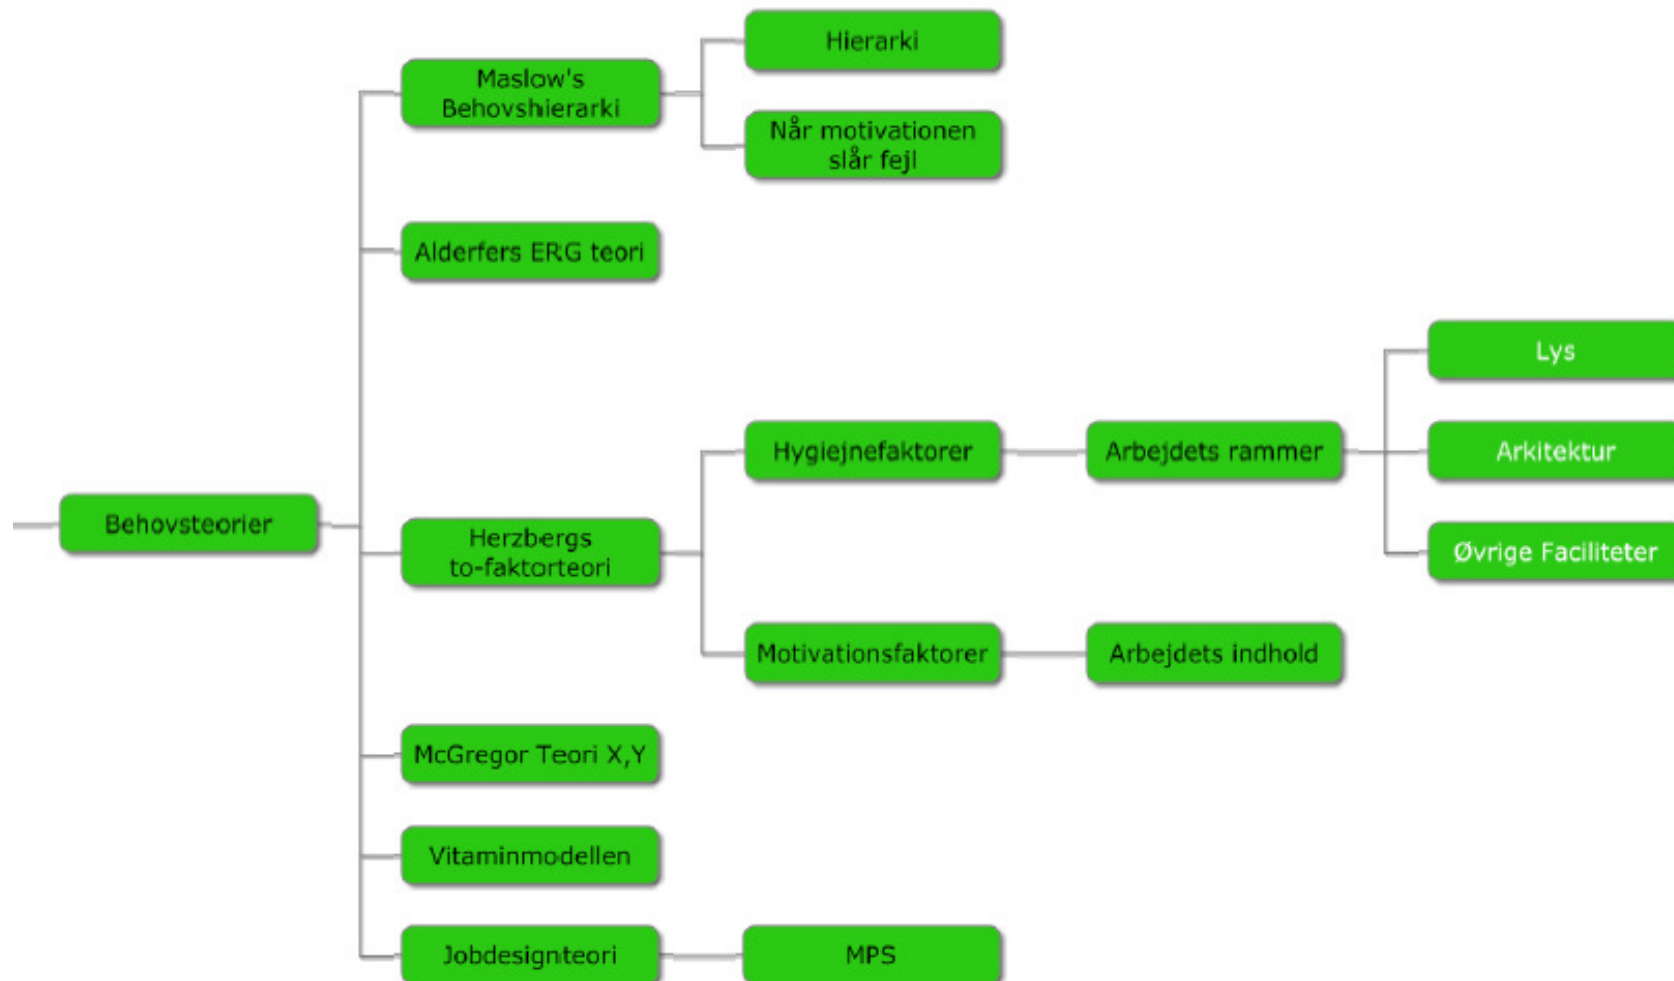 Hierarki
Maslow's
Behovshierarki
Når motivationen
slår fejl
Alderfers ERG teori
Lys
Hygiejnefaktorer
Arbejdets rammer
Arkitektur
Behovsteorier
Herzbergs
to-faktorteori
Øvrige Faciliteter
Motivationsfaktorer
Arbejdets indhold
McGregor Teori X,Y
Vitaminmodellen
Jobdesignteori
MPS